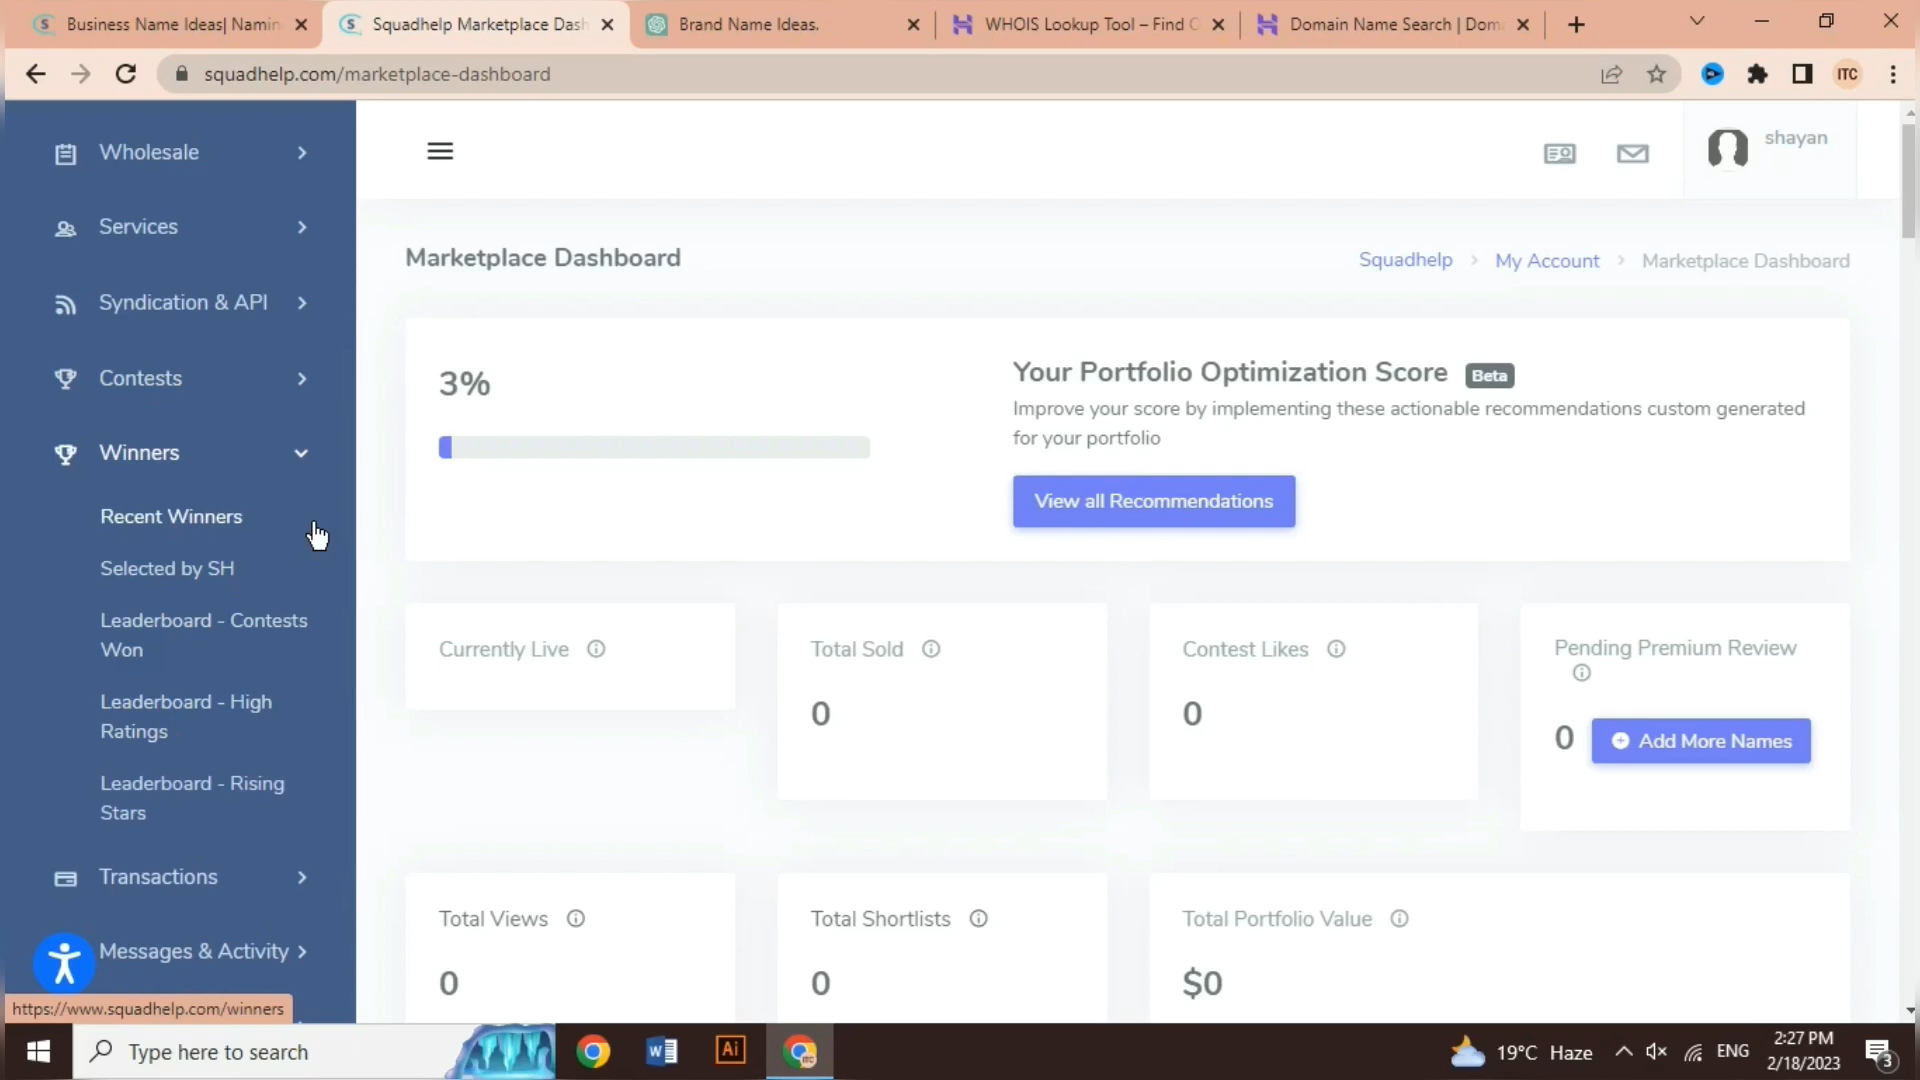 Business Name Ideas| Namin
Squadhelp Marketplace Dash
Brand Name Ideas.
WHOIS Lookup Tool – Find O
Domain Name Search | Dom
squadhelp.com/marketplace-dashboard
ITC
Wholesale
Services
Syndication & API
Contests
Winners
Recent Winners
Selected by SH
Leaderboard - Contests
Won
Leaderboard - High
Ratings
Leaderboard - Rising
Stars
Transactions
Messages & Activity
https://www.squadhelp.com/winners
shayan
Marketplace Dashboard
Squadhelp > My Account > Marketplace Dashboard
3%
Your Portfolio Optimization Score Beta
Improve your score by implementing these actionable recommendations custom generated
for your portfolio
View all Recommendations
Currently Live
Total Sold
0
Contest Likes
0
Pending Premium Review
0 Add More Names
Total Views
0
Total Shortlists
0
Total Portfolio Value
$0
Type here to search
19°C Haze
ENG
2:27 PM
2/18/2023
3